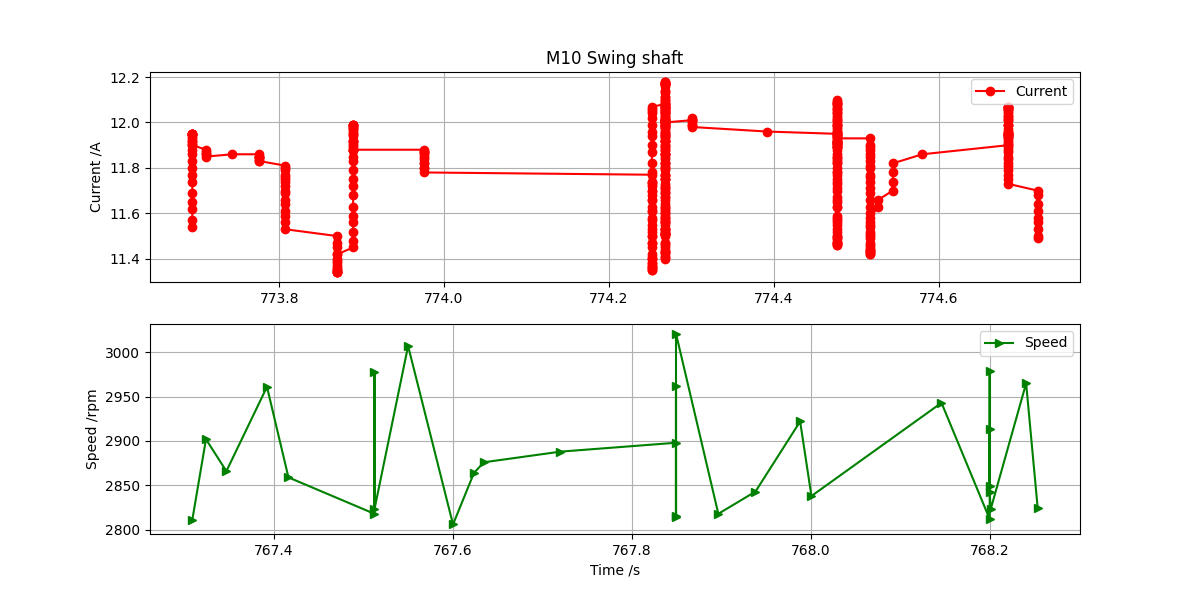 M10 Swing shaft
12.2
12.0
11.8
11.6
11.4
Current /A
Current
773.8 774.0 774.2 774.4 774.6
3000
2950
2900
2850
2800
Speed /rpm
Speed
767.4 767.6 767.8 768.0 768.2
Time /s